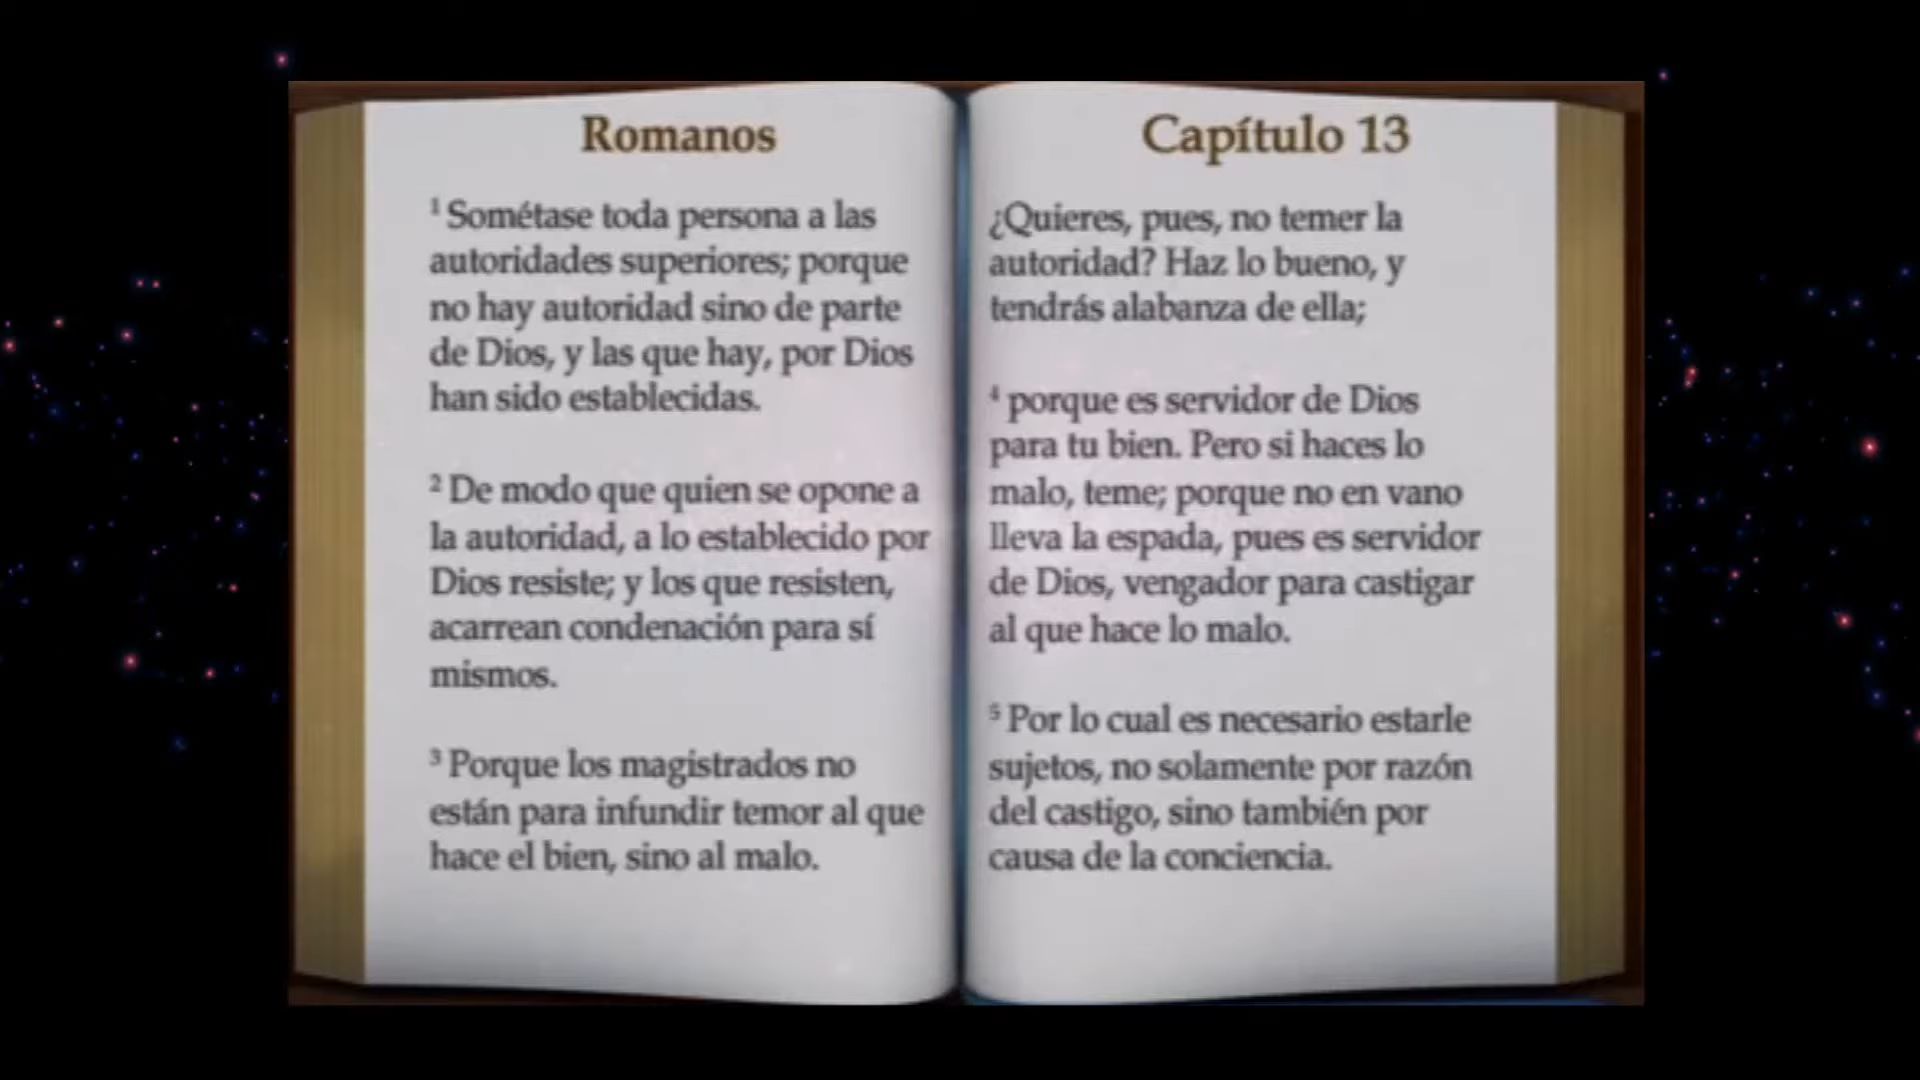 Romanos
¹ Sométase toda persona a las
autoridades superiores; porque
no hay autoridad sino de parte
de Dios, y las que hay, por Dios
han sido establecidas.
² De modo que quien se opone a
la autoridad, a lo establecido por
Dios resiste; y los que resisten,
acarrean condenación para sí
mismos.
³ Porque los magistrados no
están para infundir temor al que
hace el bien, sino al malo.
Capítulo 13
¿Quieres, pues, no temer la
autoridad? Haz lo bueno, y
tendrás alabanza de ella;
⁴ porque es servidor de Dios
para tu bien. Pero si haces lo
malo, teme; porque no en vano
lleva la espada, pues es servidor
de Dios, vengador para castigar
al que hace lo malo.
⁵ Por lo cual es necesario estarle
sujetos, no solamente por razón
del castigo, sino también por
causa de la conciencia.